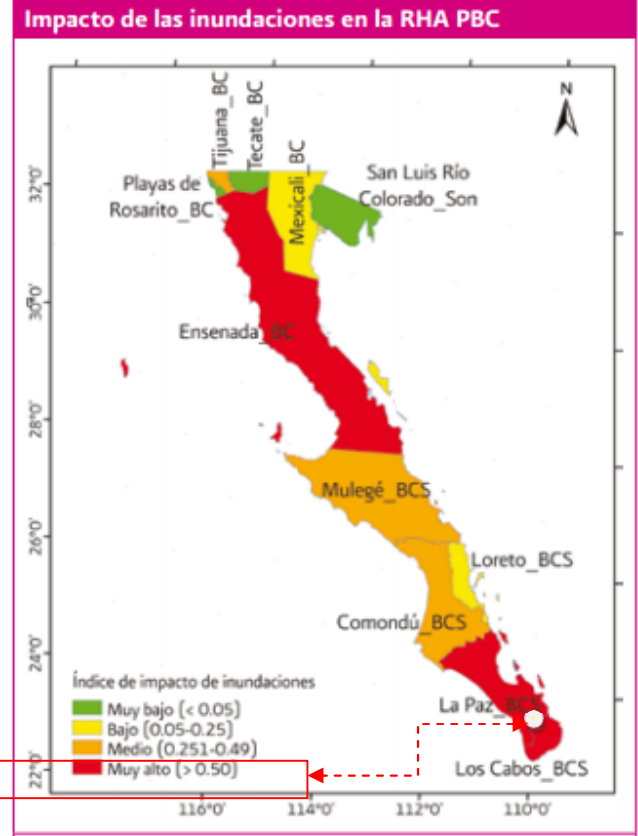 Impacto de las inundaciones en la RHA PBC
Tijuana_BC
Tecate_BC
Mexicali_BC
N
Playas de
Rosarito_BC
San Luis Río
Colorado_Son
32°0'
30°0'
Ensenada_BC
28°0'
Mulegé_BCS
26°0'
Loreto_BCS
Comondú_BCS
24°0'
Índice de impacto de inundaciones
Muy bajo (< 0.05)
Bajo (0.05-0.25)
Medio (0.251-0.49)
Muy alto (> 0.50)
La Paz_BCS
Los Cabos_BCS
22°0'
116°0' 114°0' 112°0' 110°0'